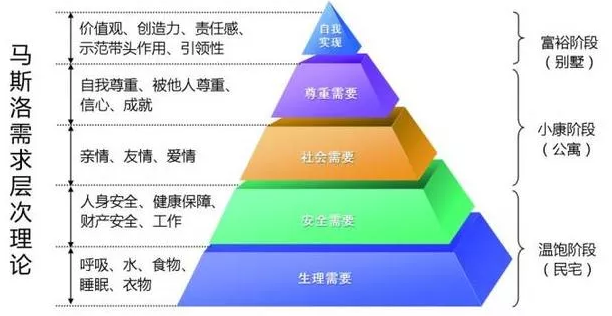 马斯洛需求层次理论
价值观、创造力、责任感、
示范带头作用、引领性
自我
实现
富裕阶段
（别墅）
自我尊重、被他人尊重、
信心、成就
尊重需要
小康阶段
（公寓）
亲情、友情、爱情
社会需要
人身安全、健康保障、
财产安全、工作
安全需要
温饱阶段
（民宅）
呼吸、水、食物、
睡眠、衣物
生理需要